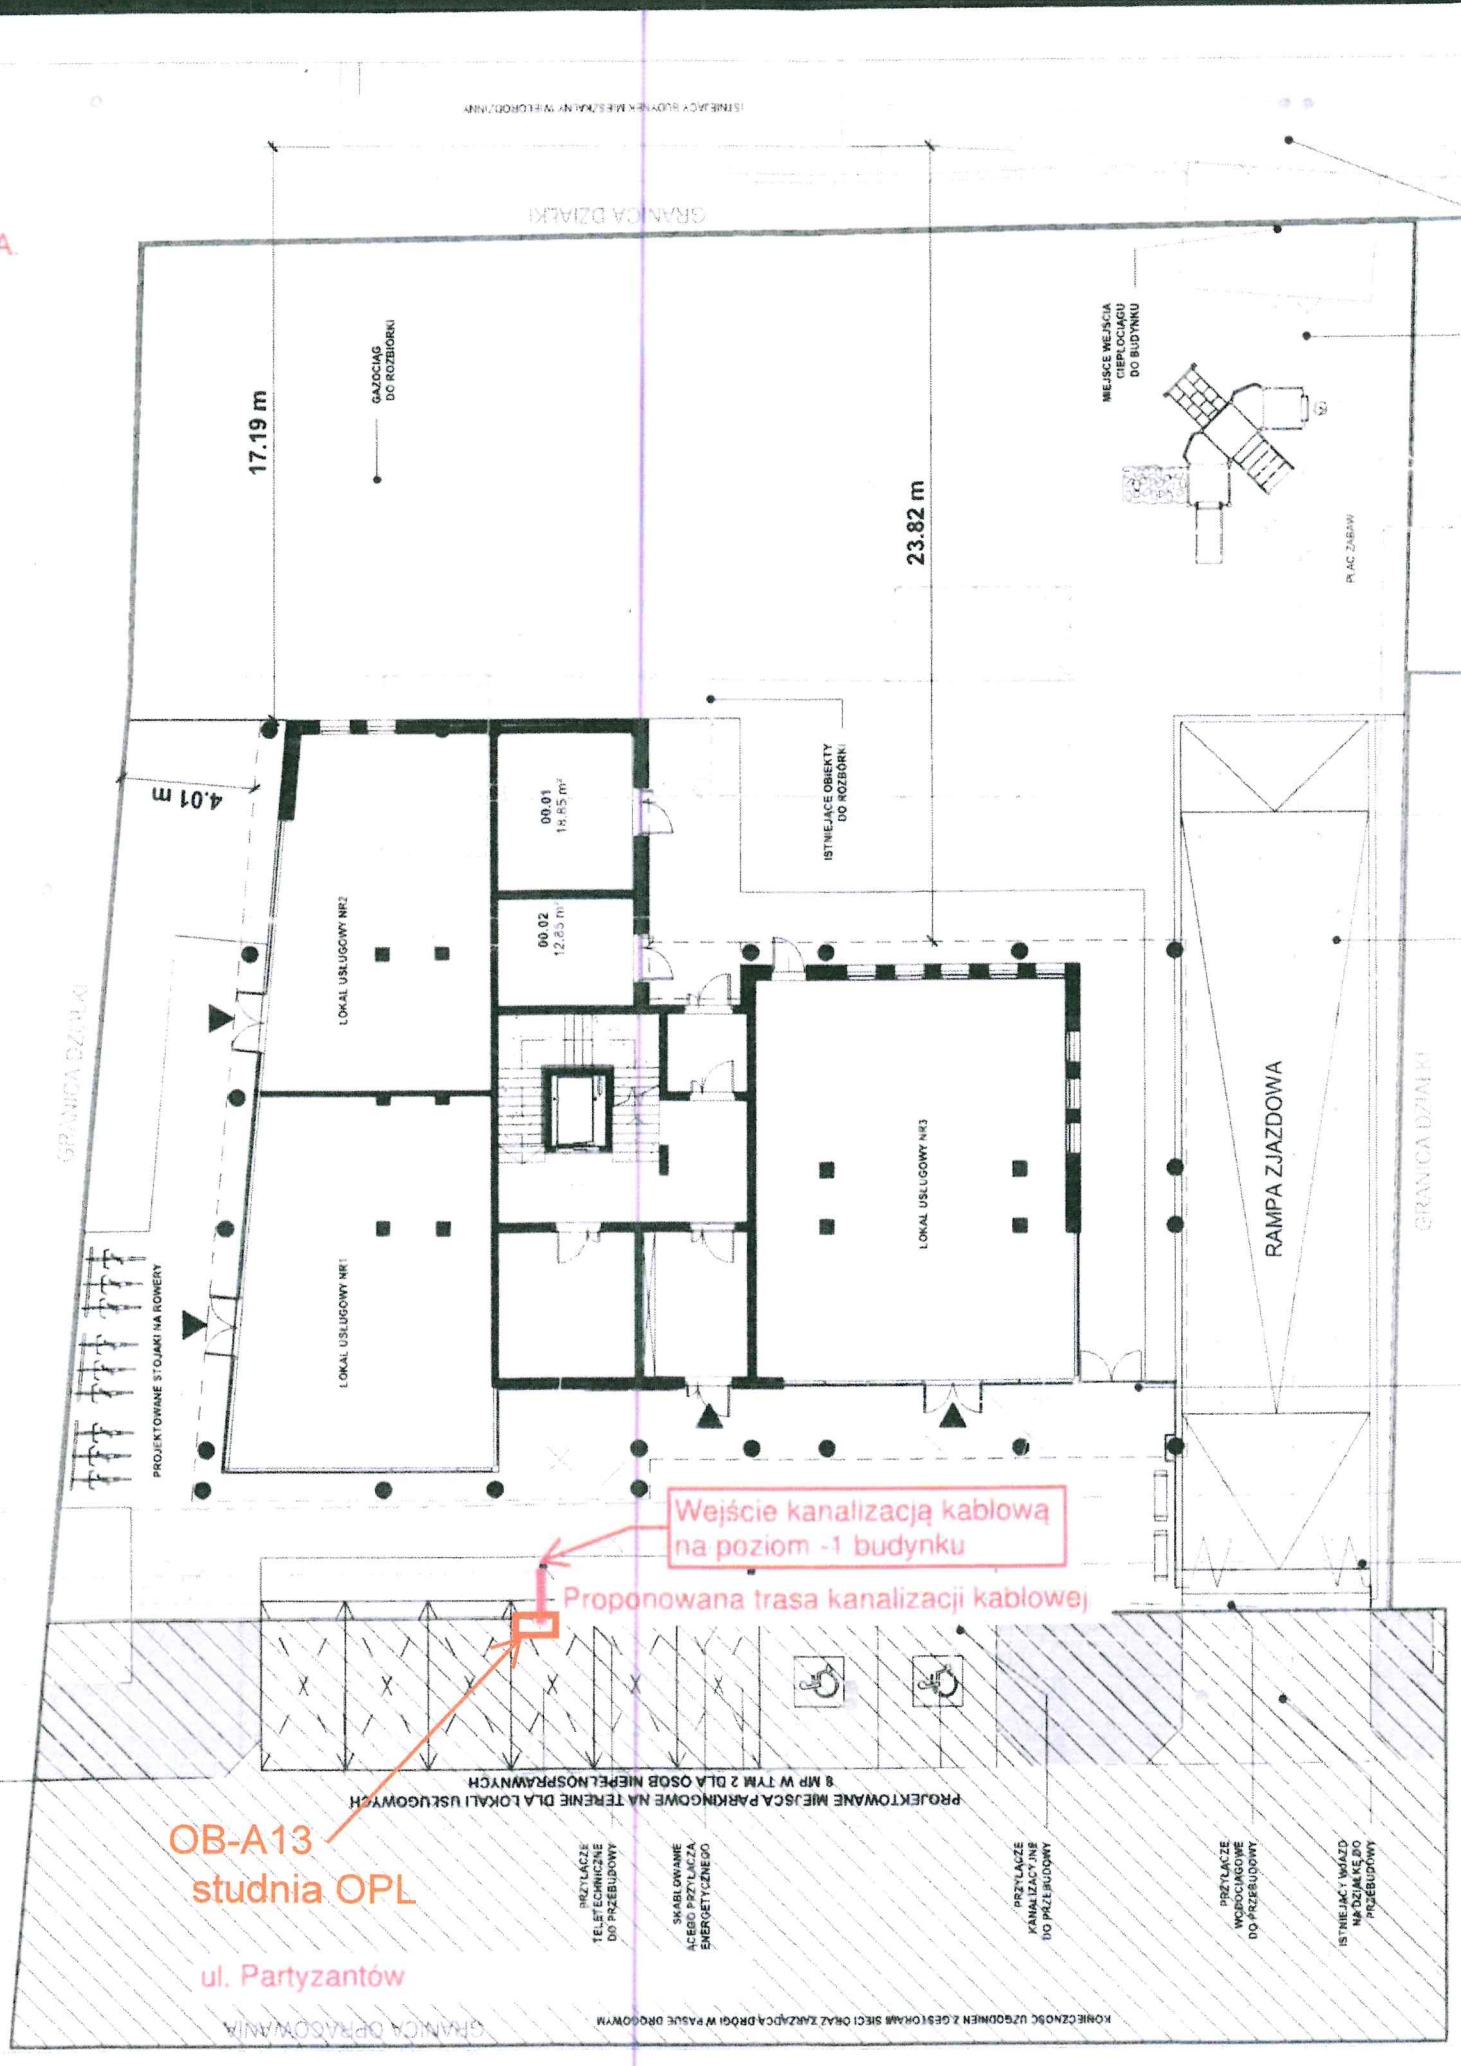 ISTNIEJĄCY BUDYNEK MIESZKALNY WIELORODZINNY
GRANICA DZIAŁKI
A.
17.19 m
GAZOCIĄG
DO ROZBIÓRKI
MIEJSCE WEJŚCIA
CIEPŁOCIĄGU
DO BUDYNKU
23.82 m
PLAC ZABAW
4.01 m
00.01
18.85 m²
ISTNIEJĄCE OBIEKTY
DO ROZBÓRKI
LOKAL USŁUGOWY NR2
00.02
12.85 m²
GRANICA DZIAŁKI
LOKAL USŁUGOWY NR3
RAMPA ZJAZDOWA
GRANICA DZIAŁKI
PROJEKTOWANE STOJAKI NA ROWERY
LOKAL USŁUGOWY NR1
Wejście kanalizacją kablową
na poziom -1 budynku
Proponowana trasa kanalizacji kablowej
PROJEKTOWANE MIEJSCA PARKINGOWE NA TERENIE DLA LOKALI USŁUGOWYCH
8 MP W TYM 2 DLA OSÓB NIEPEŁNOSPRAWNYCH
OB-A13
studnia OPL
PRZYŁĄCZE
TELETECHNICZNE
DO PRZEBUDOWY
SKABLOWANIE
ĄCEGO PRZYŁĄCZA
ENERGETYCZNEGO
PRZYŁĄCZE
KANALIZACYJNE
DO PRZEBUDOWY
PRZYŁĄCZE
WODOCIĄGOWE
DO PRZEBUDOWY
ISTNIEJĄCY WJAZD
NA DZIAŁKĘ DO
PRZEBUDOWY
ul. Partyzantów
GRANICA OPRACOWANIA
KONIECZNOŚĆ UZGODNIEŃ Z GESTORAMI SIECI ORAZ ZARZĄDCĄ DROGI W PASIE DROGOWYM